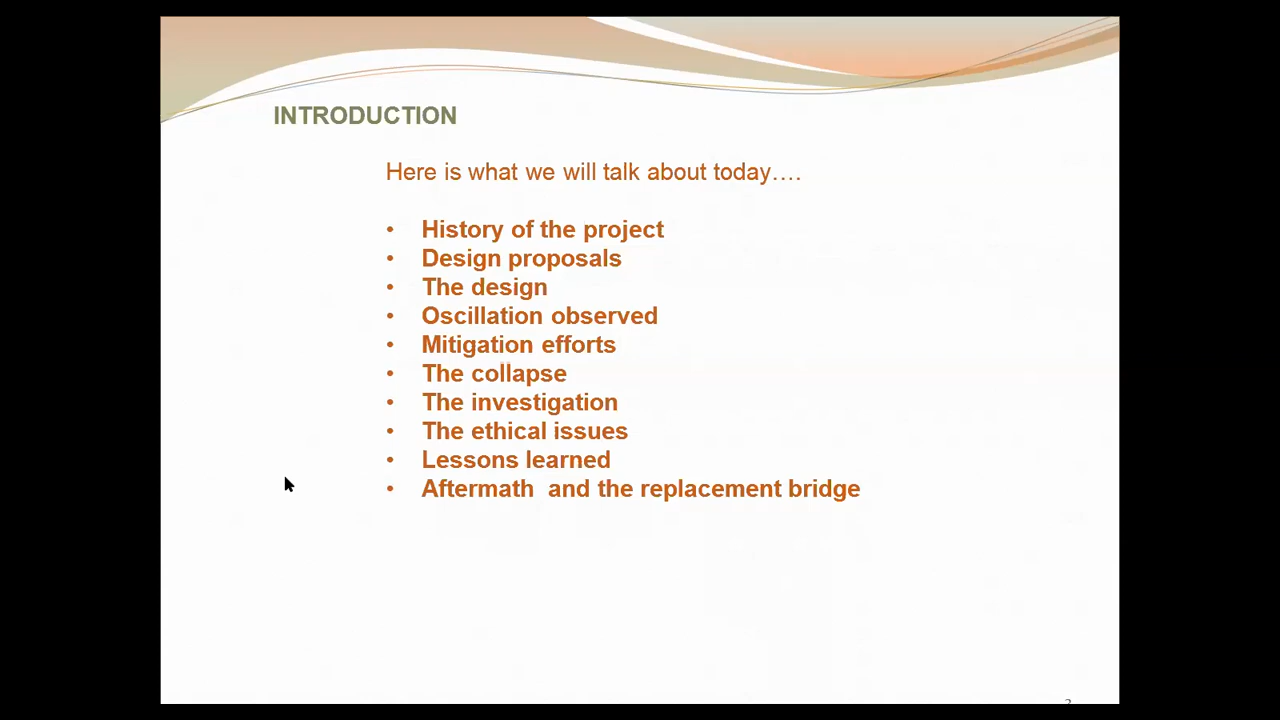 INTRODUCTION
Here is what we will talk about today….
• History of the project
• Design proposals
• The design
• Oscillation observed
• Mitigation efforts
• The collapse
• The investigation
• The ethical issues
• Lessons learned
• Aftermath  and the replacement bridge